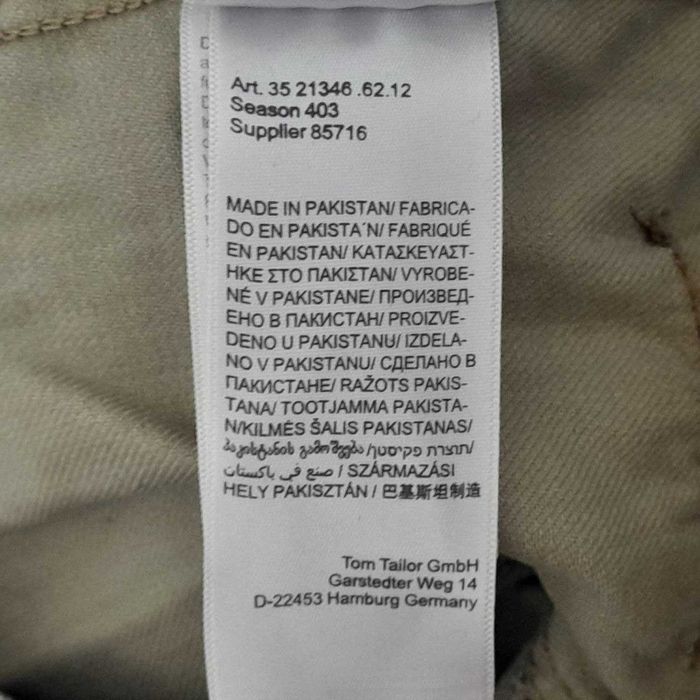 Art. 35 21346 .62.12
Season 403
Supplier 85716
MADE IN PAKISTAN/ FABRICA-
DO EN PAKISTA´N/ FABRIQUÉ
EN PAKISTAN/ ΚΑΤΑΣΚΕΥΑΣΤ-
ΗΚΕ ΣΤΟ ΠΑΚΙΣΤΑΝ/ VYROBE-
NÉ V PAKISTANE/ ПРОИЗВЕД-
ЕНО В ПАКИСТАН/ PROIZVE-
DENO U PAKISTANU/ IZDELA-
NO V PAKISTANU/ СДЕЛАНО В
ПАКИСТАНЕ/ RAŽOTS PAKIS-
TANA/ TOOTJAMMA PAKISTA-
N/KILMÉS ŠALIS PAKISTANAS/
პაკისტანის გამოშვება/תוצרת פקיסטן/
صنع في باكستان / SZÁRMAZÁSI
HELY PAKISZTÁN / 巴基斯坦制造
Tom Tailor GmbH
Garstedter Weg 14
D-22453 Hamburg Germany